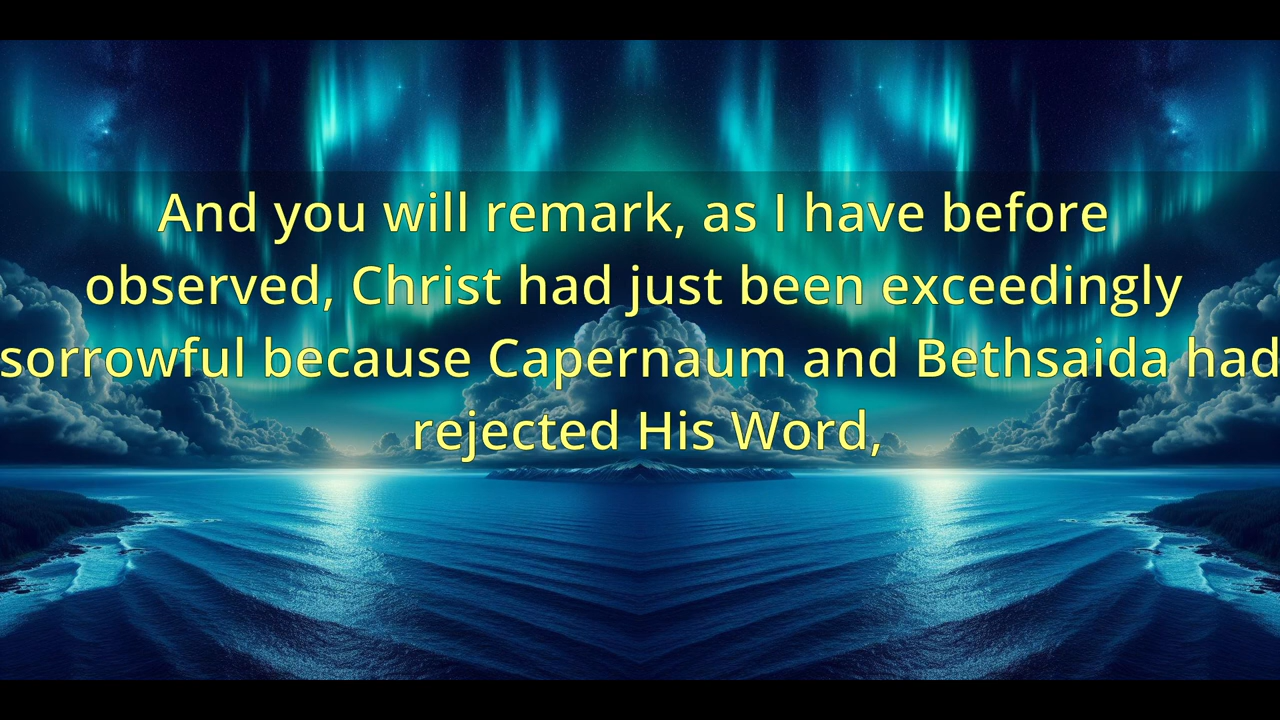 And you will remark, as I have before
observed, Christ had just been exceedingly
sorrowful because Capernaum and Bethsaida had
rejected His Word,